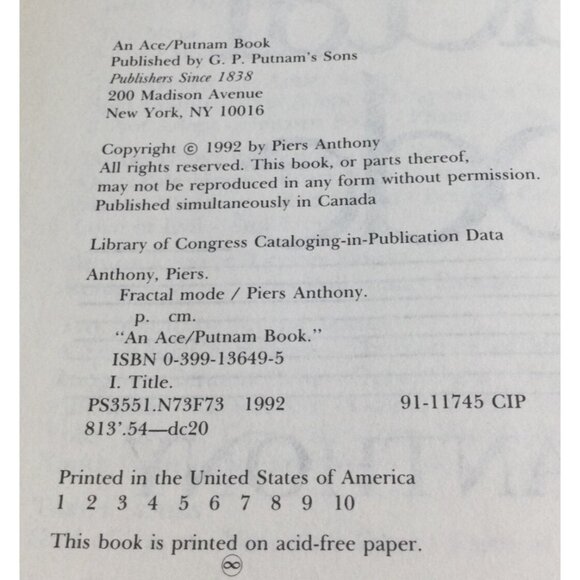 An Ace/Putnam Book
Published by G. P. Putnam's Sons
Publishers Since 1838
200 Madison Avenue
New York, NY 10016
Copyright © 1992 by Piers Anthony
All rights reserved. This book, or parts thereof,
may not be reproduced in any form without permission.
Published simultaneously in Canada
Library of Congress Cataloging-in-Publication Data
Anthony, Piers.
Fractal mode / Piers Anthony.
p. cm.
"An Ace/Putnam Book."
ISBN 0-399-13649-5
I. Title.
PS3551.N73F73 1992 91-11745 CIP
813'.54—dc20
Printed in the United States of America
1 2 3 4 5 6 7 8 9 10
This book is printed on acid-free paper.
♾